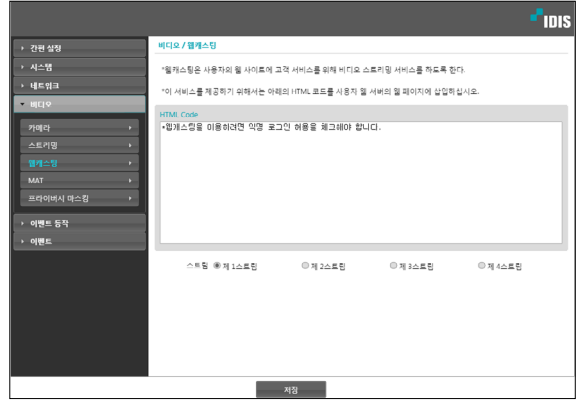 IDIS
간편 설정
시스템
네트워크
비디오
카메라
스트리밍
웹캐스팅
MAT
프라이버시 마스킹
이벤트 동작
이벤트
비디오 / 웹캐스팅
*웹캐스팅은 사용자의 웹 사이트에 고객 서비스를 위해 비디오 스트리밍 서비스를 하도록 한다.
*이 서비스를 제공하기 위해서는 아래의 HTML 코드를 사용자 웹 서버의 웹 페이지에 삽입하십시오.
HTML Code
*웹캐스팅을 이용하려면 익명 로그인 허용을 체크해야 합니다.
스트림 제 1스트림 제 2스트림 제 3스트림 제 4스트림
저장